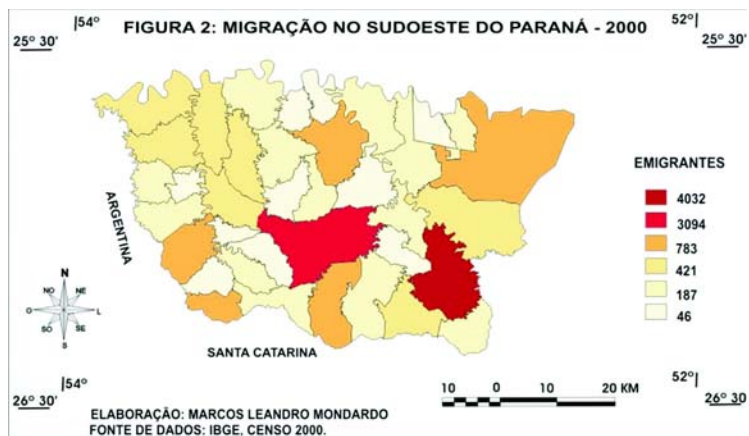 FIGURA 2: MIGRAÇÃO NO SUDOESTE DO PARANÁ - 2000
54º
52º
25º 30'
25º 30'
EMIGRANTES
4032
3094
783
421
187
46
ARGENTINA
N
NO
NE
O
L
SO
SE
S
SANTA CATARINA
54º
52º
26º 30'
26º 30'
10 0 10 20 KM
ELABORAÇÃO: MARCOS LEANDRO MONDARDO
FONTE DE DADOS: IBGE, CENSO 2000.